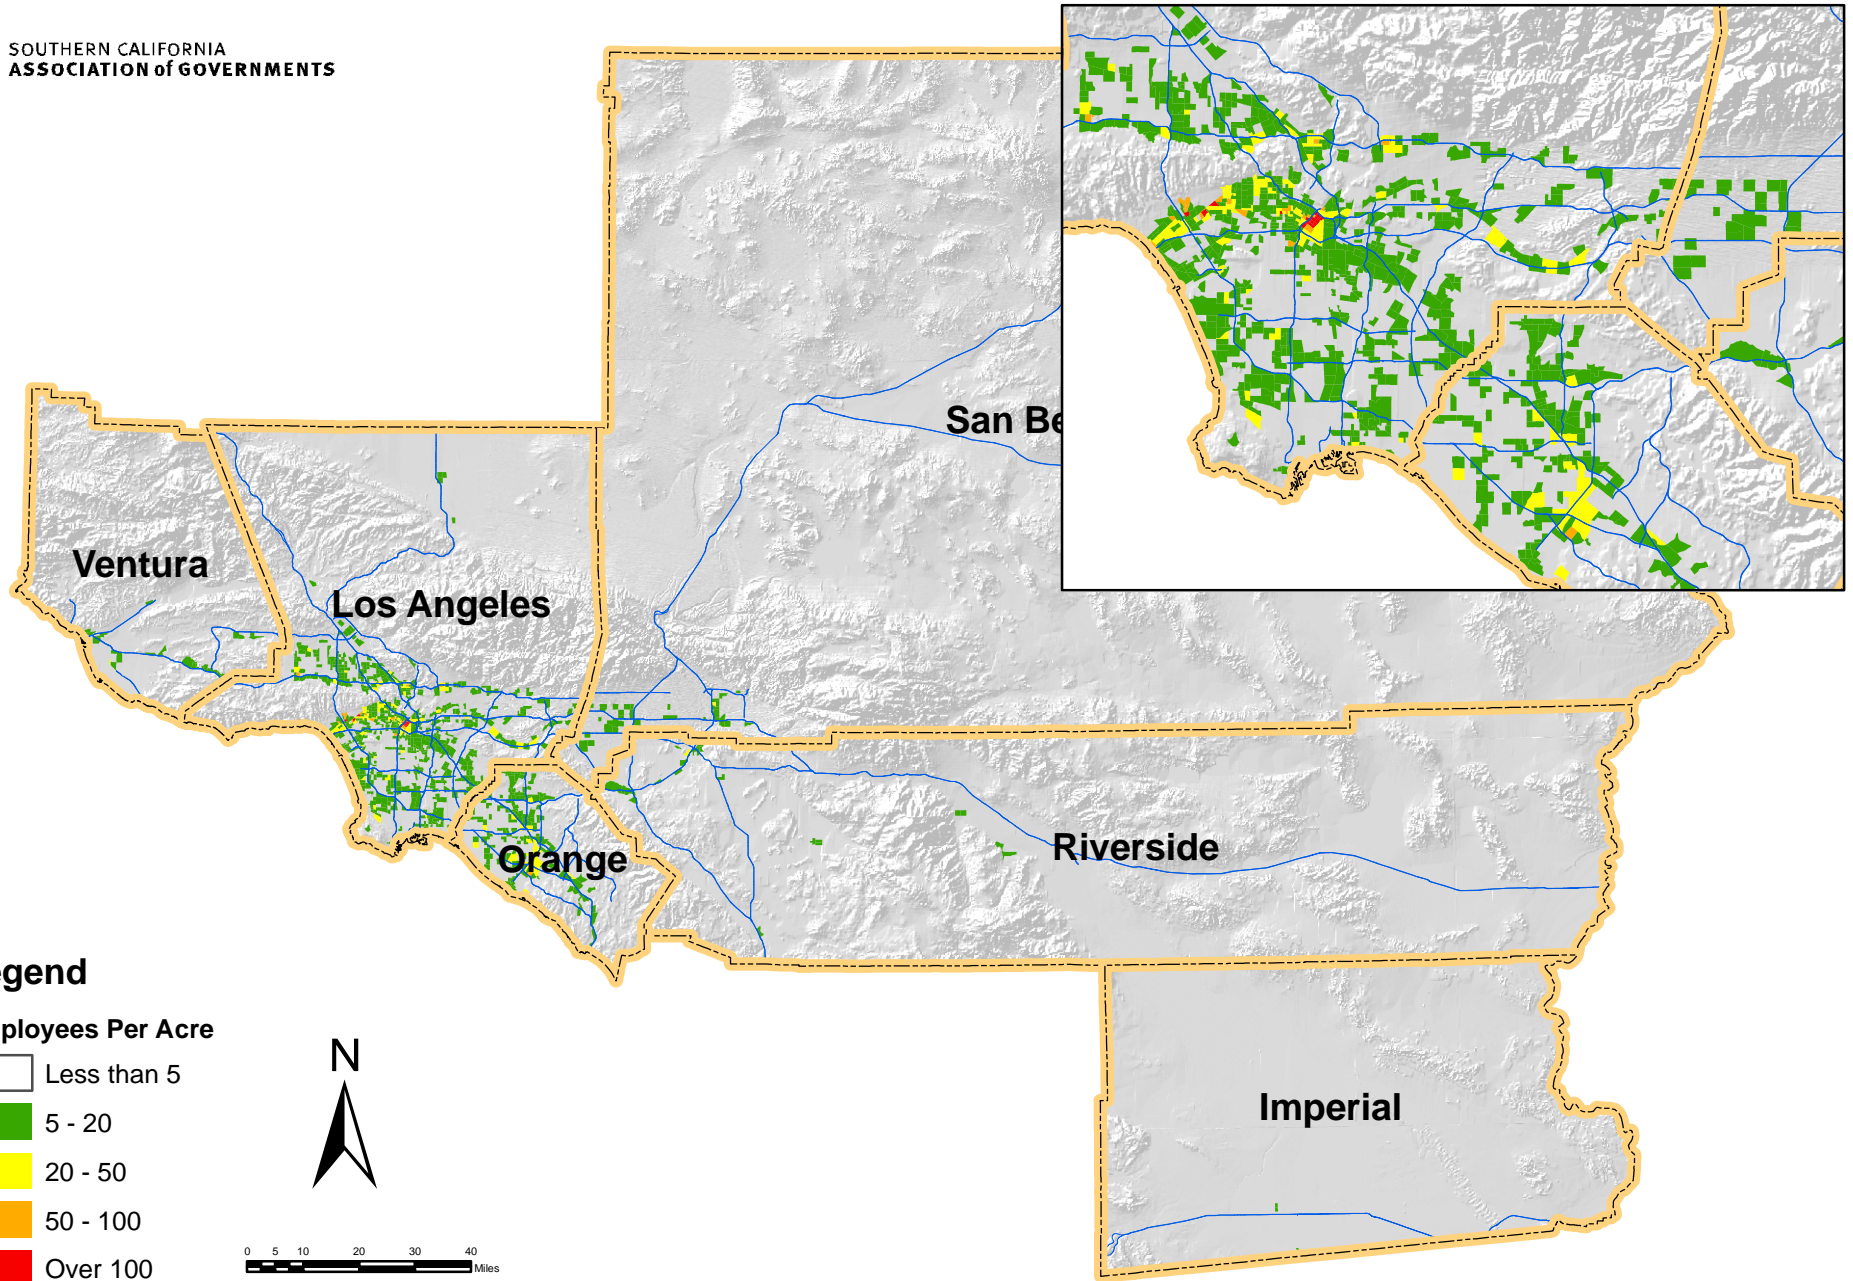 SOUTHERN CALIFORNIA
ASSOCIATION of GOVERNMENTS
San Be
Ventura
Los Angeles
Orange
Riverside
Imperial
egend
ployees Per Acre
Less than 5
5 - 20
20 - 50
50 - 100
Over 100
N
0 5 10 20 30 40
Miles